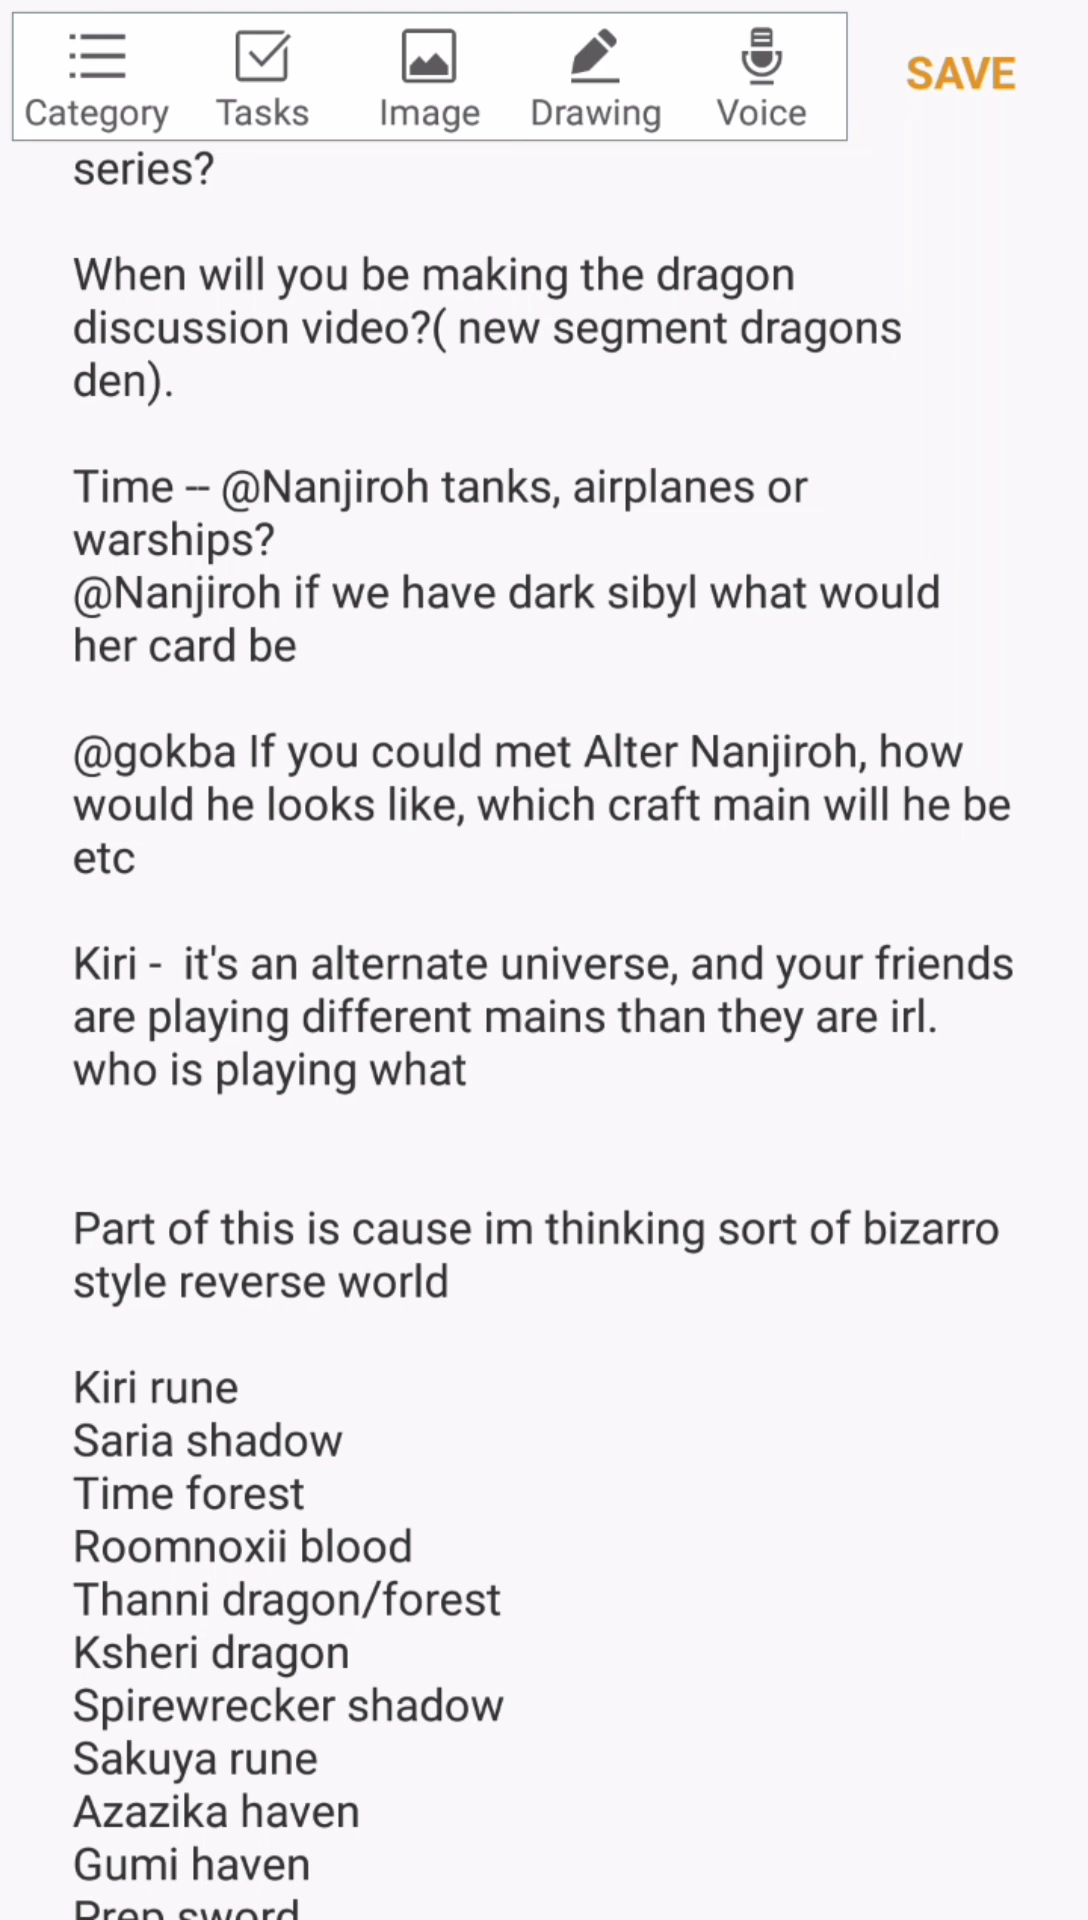 Category Tasks Image Drawing Voice SAVE
series?
When will you be making the dragon
discussion video?( new segment dragons
den).
Time -- @Nanjiroh tanks, airplanes or
warships?
@Nanjiroh if we have dark sibyl what would
her card be
@gokba If you could met Alter Nanjiroh, how
would he looks like, which craft main will he be
etc
Kiri -  it's an alternate universe, and your friends
are playing different mains than they are irl.
who is playing what
Part of this is cause im thinking sort of bizarro
style reverse world
Kiri rune
Saria shadow
Time forest
Roomnoxii blood
Thanni dragon/forest
Ksheri dragon
Spirewrecker shadow
Sakuya rune
Azazika haven
Gumi haven
Pren sword